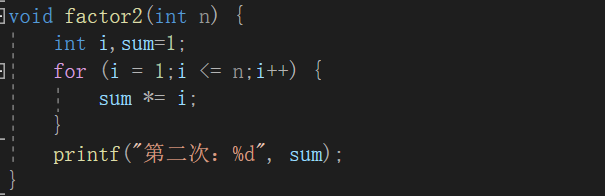 void factor2(int n) {
    int i,sum=1;
    for (i = 1;i <= n;i++) {
        sum *= i;
    }
    printf("第二次：%d", sum);
}